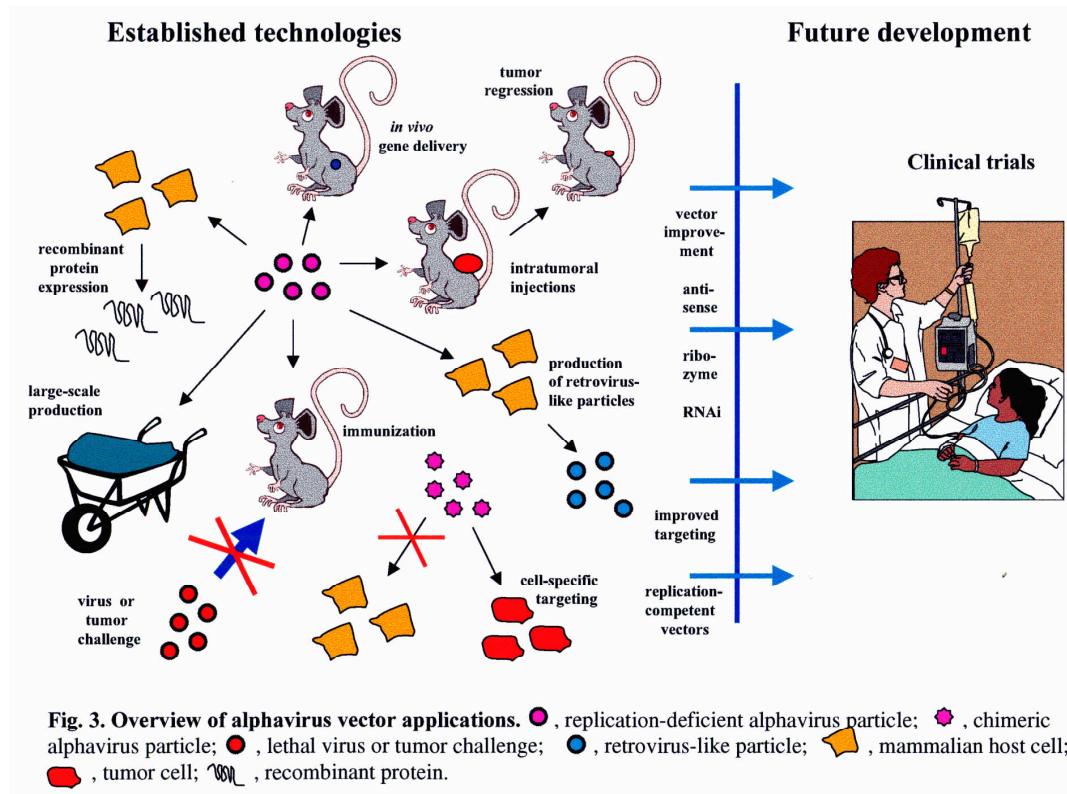 Established technologies
Future development
tumor
regression
in vivo
gene delivery
Clinical trials
recombinant
protein
expression
intratumoral
injections
vector
improve-
ment
anti-
sense
ribo-
zyme
RNAi
large-scale
production
production
of retrovirus-
like particles
immunization
improved
targeting
cell-specific
targeting
virus or
tumor
challenge
replication-
competent
vectors
Fig. 3. Overview of alphavirus vector applications. , replication-deficient alphavirus particle; , chimeric
alphavirus particle; , lethal virus or tumor challenge; , retrovirus-like particle; , mammalian host cell;
, tumor cell; , recombinant protein.